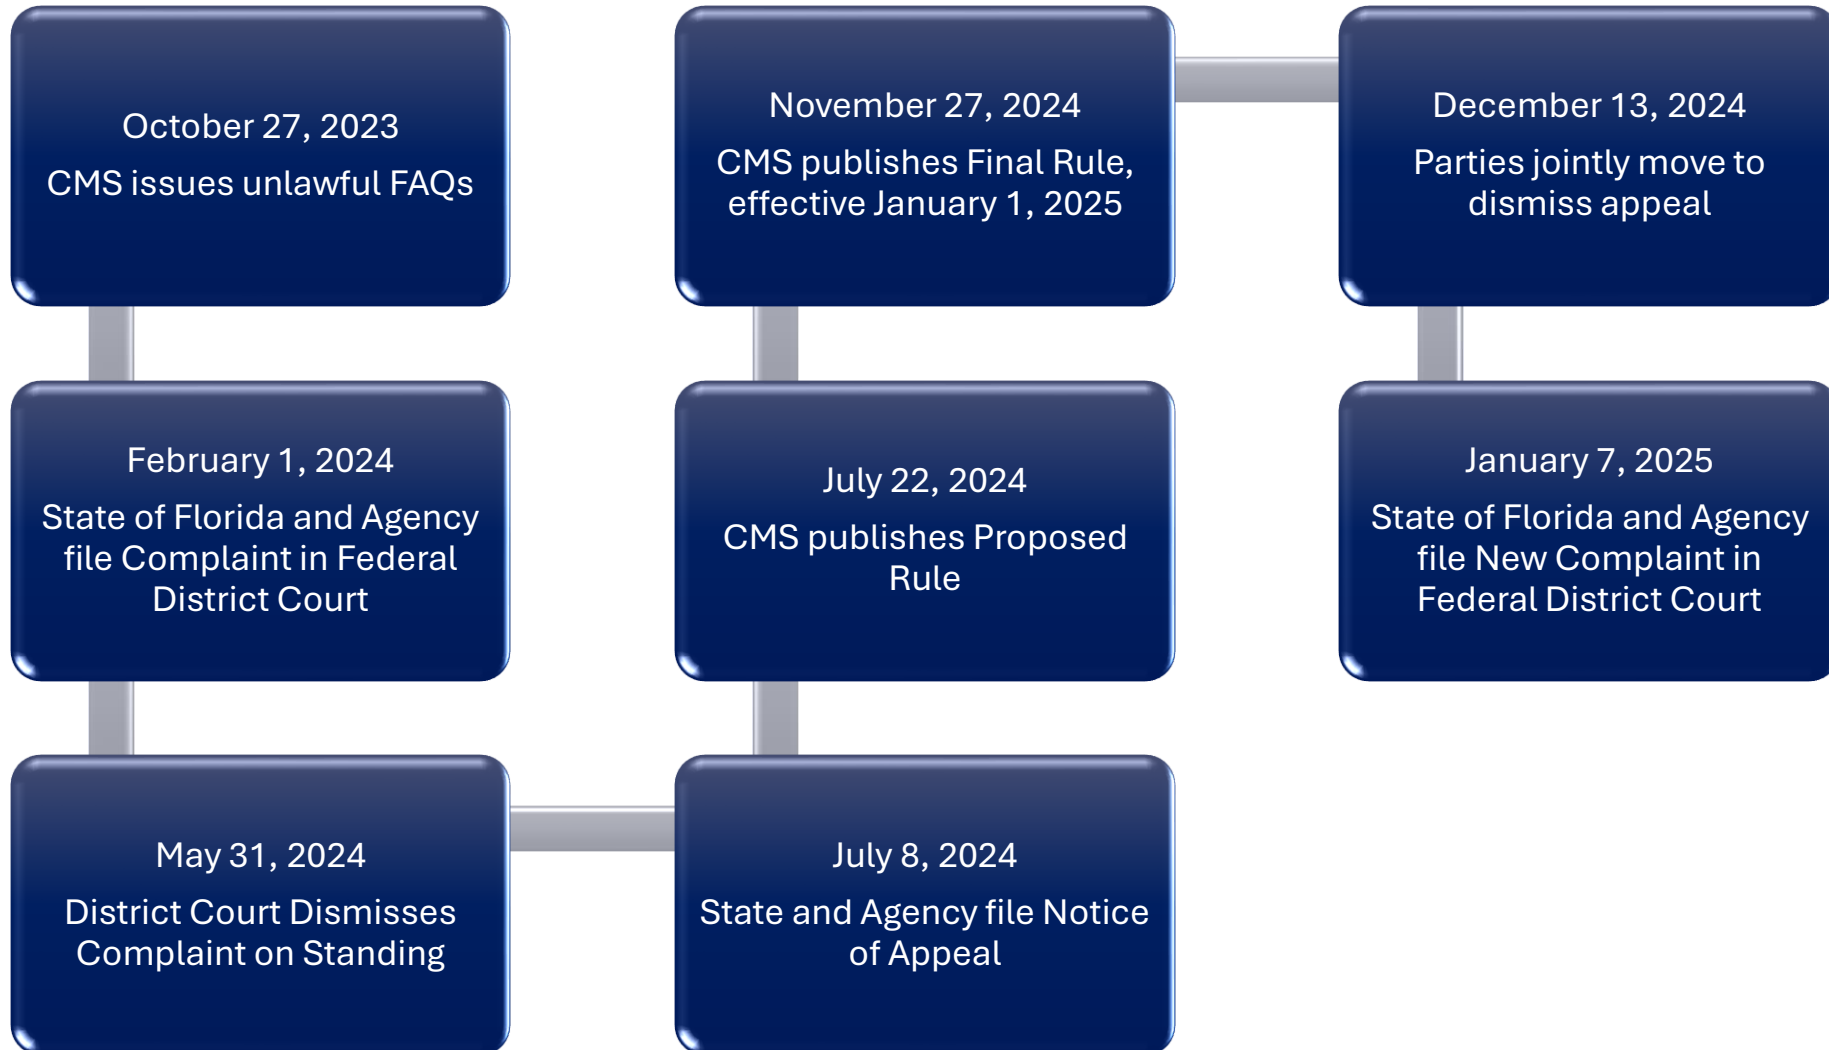 October 27, 2023
CMS issues unlawful FAQs
February 1, 2024
State of Florida and Agency
file Complaint in Federal
District Court
May 31, 2024
District Court Dismisses
Complaint on Standing
July 8, 2024
State and Agency file Notice
of Appeal
July 22, 2024
CMS publishes Proposed
Rule
November 27, 2024
CMS publishes Final Rule,
effective January 1, 2025
December 13, 2024
Parties jointly move to
dismiss appeal
January 7, 2025
State of Florida and Agency
file New Complaint in
Federal District Court